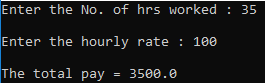 Enter the No. of hrs worked : 35
Enter the hourly rate : 100
The total pay = 3500.0